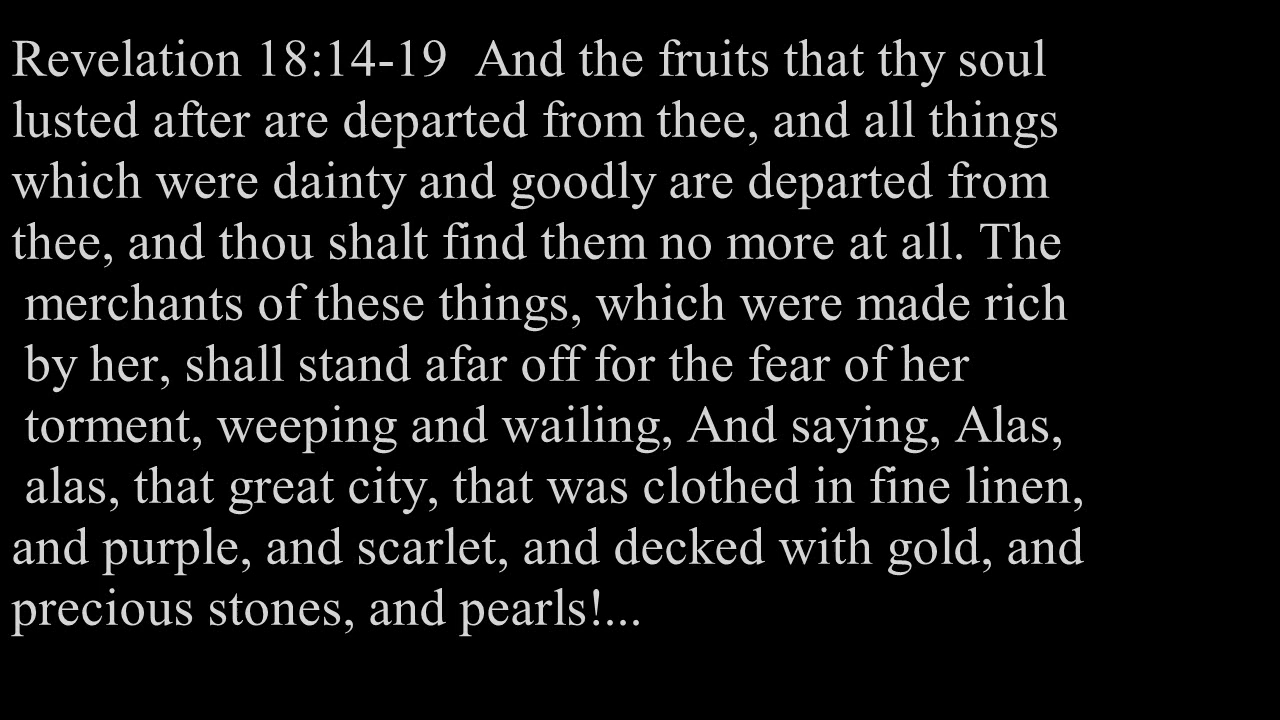 Revelation 18:14-19  And the fruits that thy soul
lusted after are departed from thee, and all things
which were dainty and goodly are departed from
thee, and thou shalt find them no more at all. The
merchants of these things, which were made rich
by her, shall stand afar off for the fear of her
torment, weeping and wailing, And saying, Alas,
alas, that great city, that was clothed in fine linen,
and purple, and scarlet, and decked with gold, and
precious stones, and pearls!...